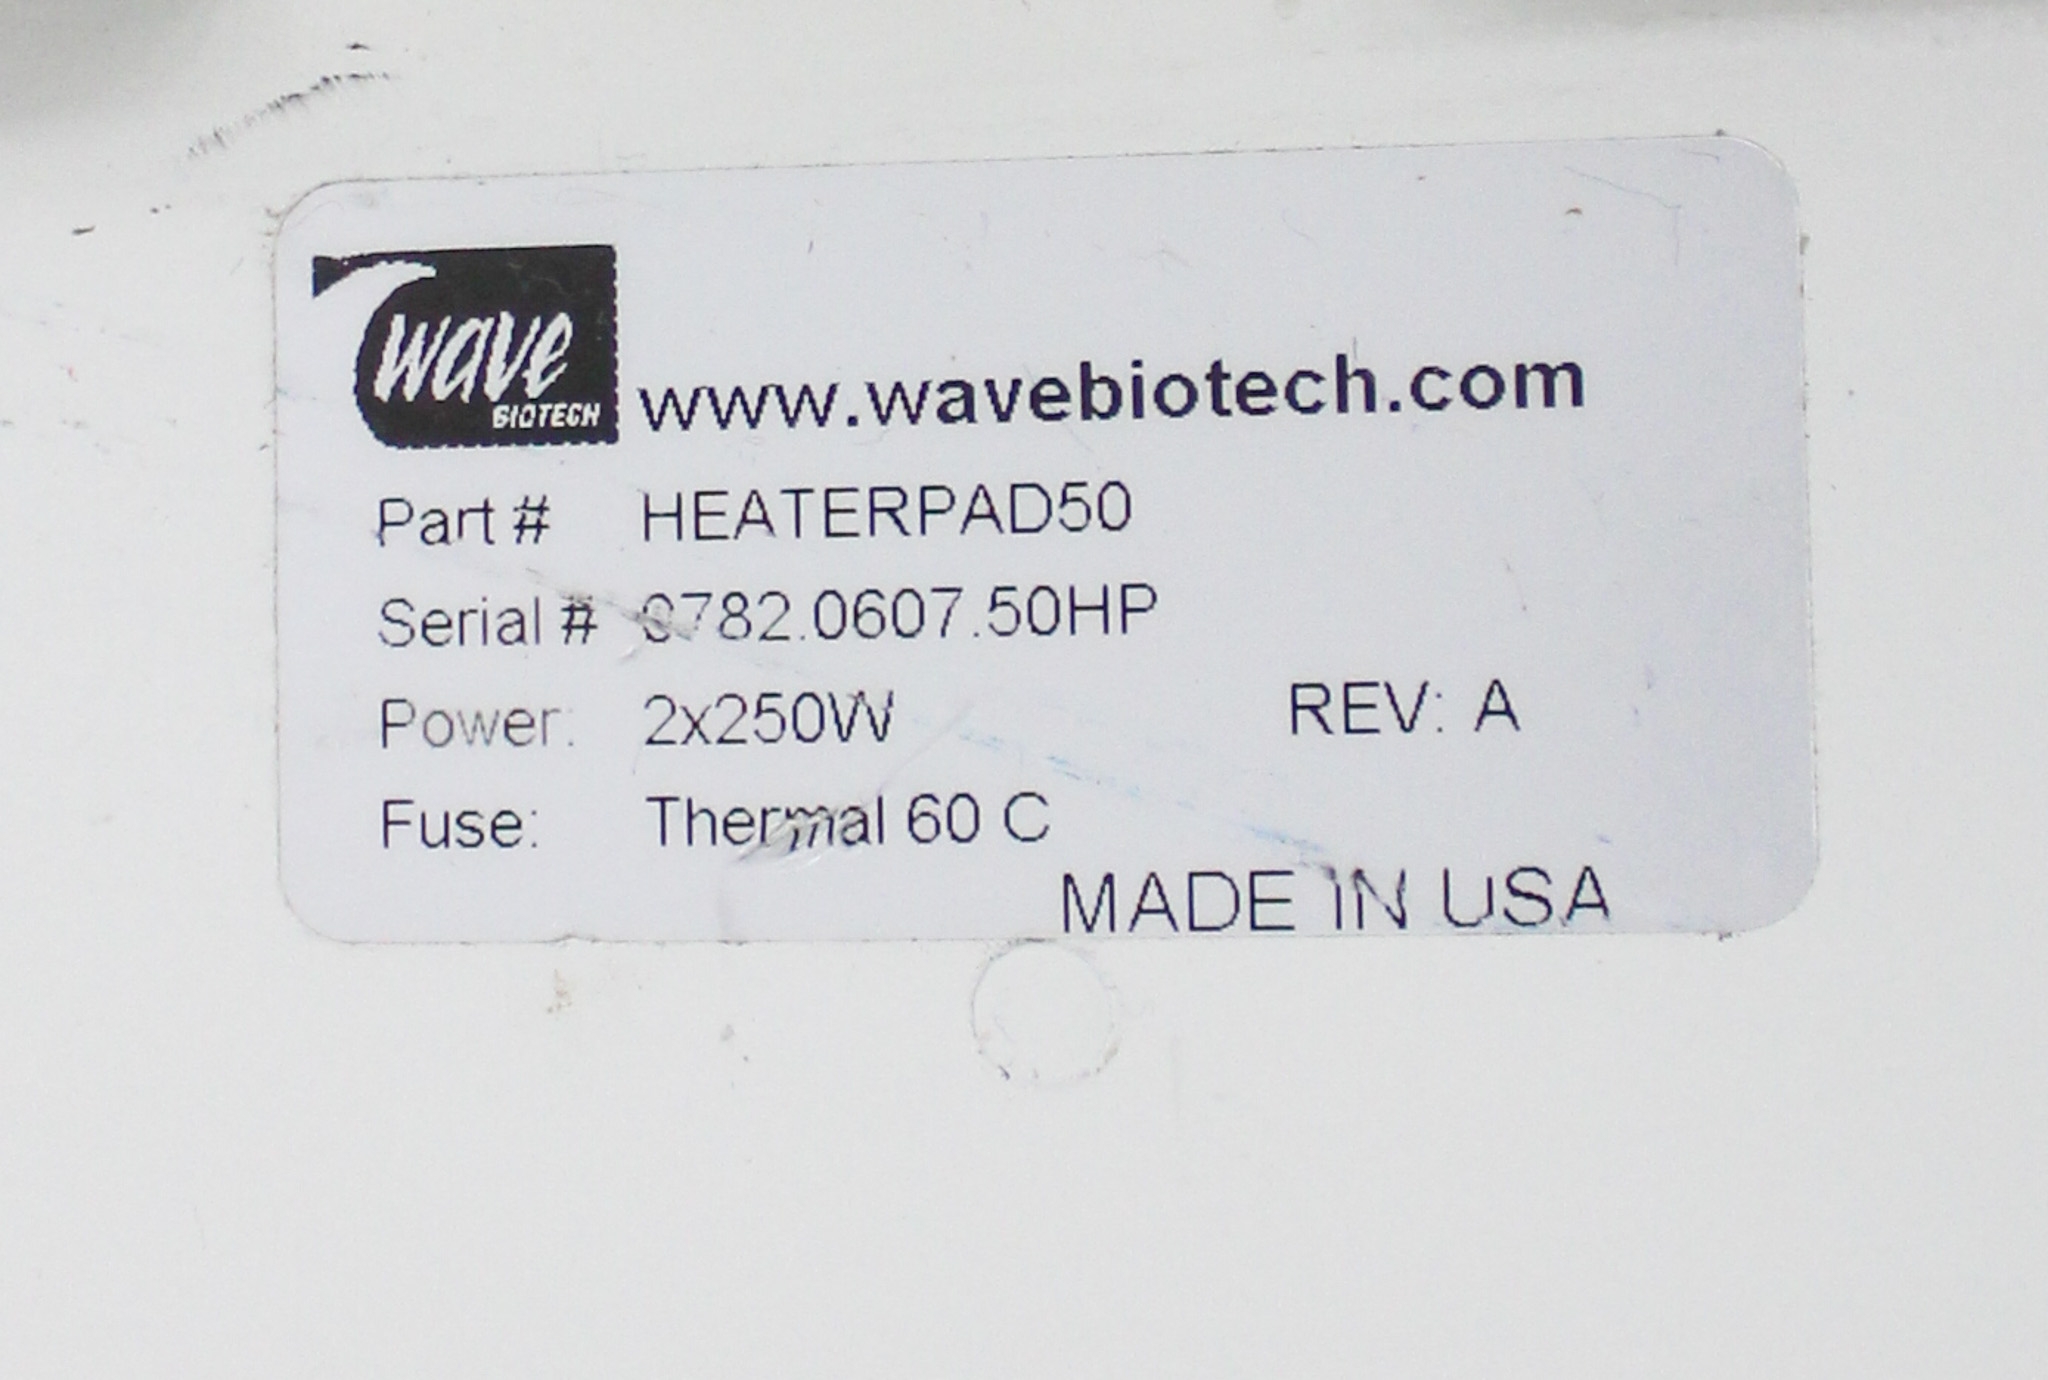 wave
BIOTECH
www.wavebiotech.com
Part # HEATERPAD50
Serial # 0782.0607.50HP
Power: 2x250W REV: A
Fuse: Thermal 60 C
MADE IN USA